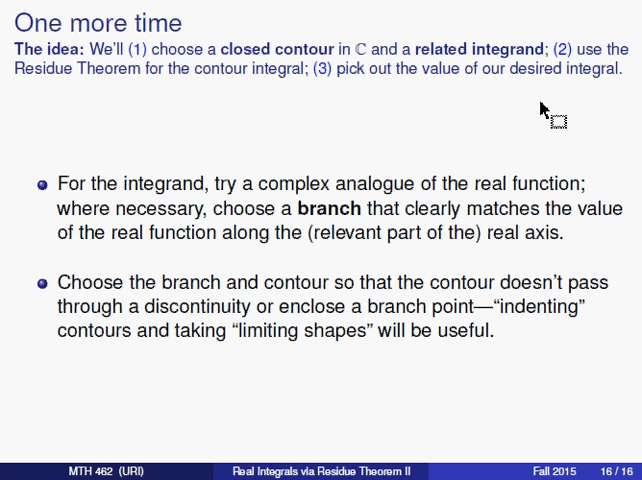 One more time
The idea: We'll (1) choose a closed contour in ℂ and a related integrand; (2) use the
Residue Theorem for the contour integral; (3) pick out the value of our desired integral.
For the integrand, try a complex analogue of the real function;
where necessary, choose a branch that clearly matches the value
of the real function along the (relevant part of the) real axis.
Choose the branch and contour so that the contour doesn't pass
through a discontinuity or enclose a branch point—“indenting”
contours and taking “limiting shapes” will be useful.
MTH 462 (URI) Real Integrals via Residue Theorem II Fall 2015 16 / 16